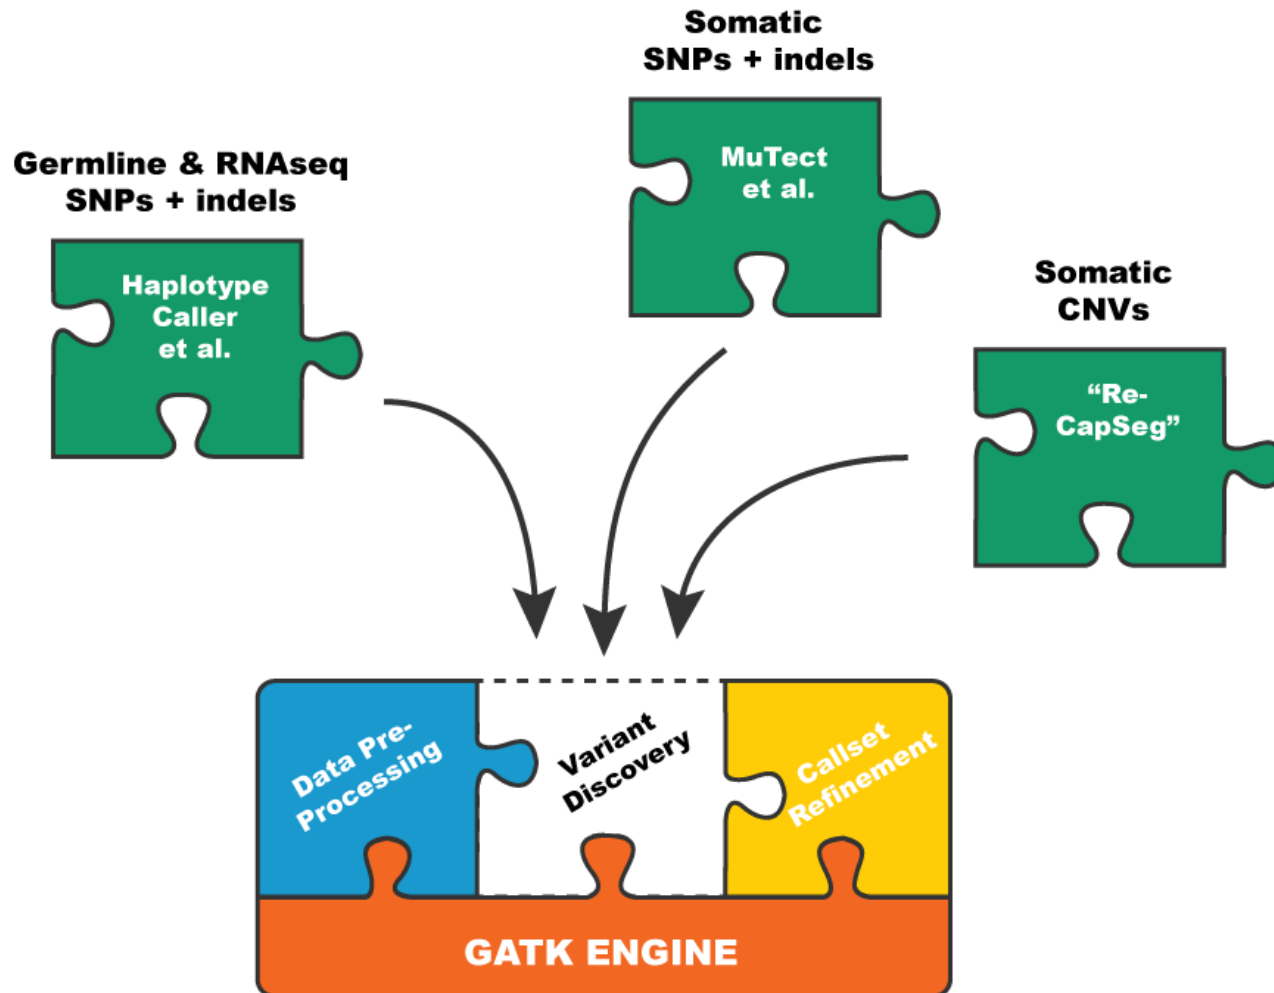 Somatic
SNPs + indels
MuTect
et al.
Germline & RNAseq
SNPs + indels
Haplotype
Caller
et al.
Somatic
CNVs
“Re-
CapSeg”
Data Pre-
Processing
Variant
Discovery
Callset
Refinement
GATK ENGINE